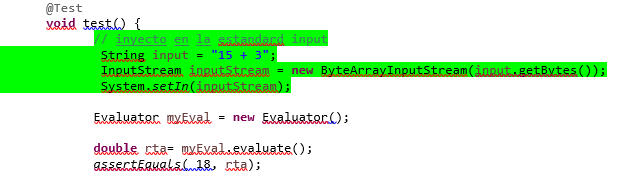 @Test
void test() {
// inyecto en la estandard input
String input = "15 + 3";
InputStream inputStream = new ByteArrayInputStream(input.getBytes());
System.setIn(inputStream);
Evaluator myEval = new Evaluator();
double rta= myEval.evaluate();
assertEquals( 18, rta);